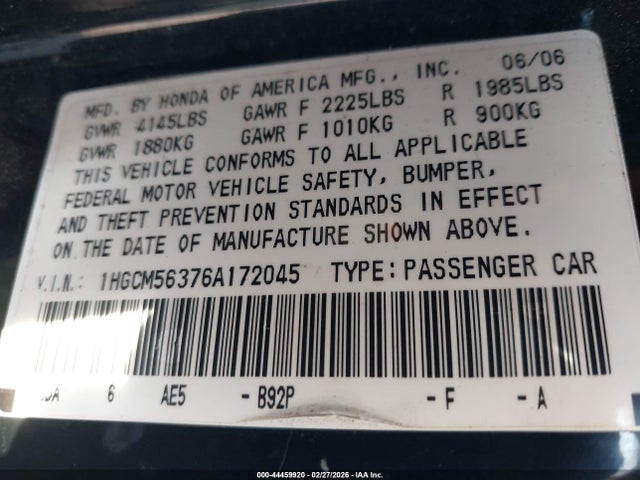 MFD. BY HONDA OF AMERICA MFG., INC. 06/06
GVWR 4145LBS GAWR F 2225LBS R 1985LBS
GVWR 1880KG GAWR F 1010KG R 900KG
THIS VEHICLE CONFORMS TO ALL APPLICABLE
FEDERAL MOTOR VEHICLE SAFETY, BUMPER,
AND THEFT PREVENTION STANDARDS IN EFFECT
ON THE DATE OF MANUFACTURE SHOWN ABOVE.
V.I.N.: 1HGCM56376A172045 TYPE: PASSENGER CAR
6 AE5 - B92P - F - A
000-44459920 - 02/27/2026 - IAA Inc.